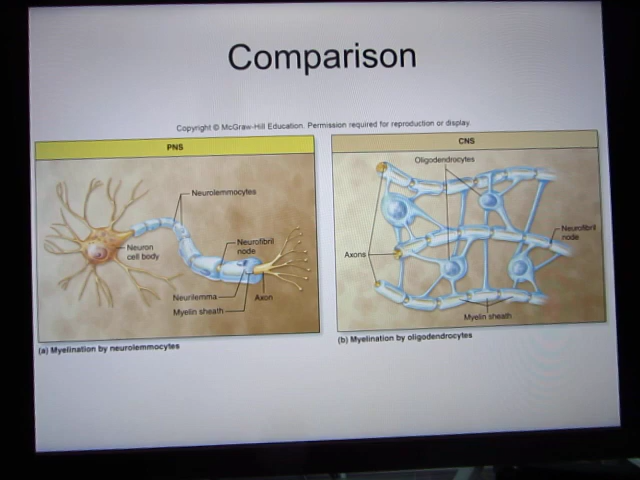 Comparison
Copyright © McGraw-Hill Education. Permission required for reproduction or display.
PNS
Neurolemmocytes
Neuron
cell body
Neurofibril
node
Neurilemma
Axon
Myelin sheath
(a) Myelination by neurolemmocytes
CNS
Oligodendrocytes
Neurofibril
node
Axons
Myelin sheath
(b) Myelination by oligodendrocytes